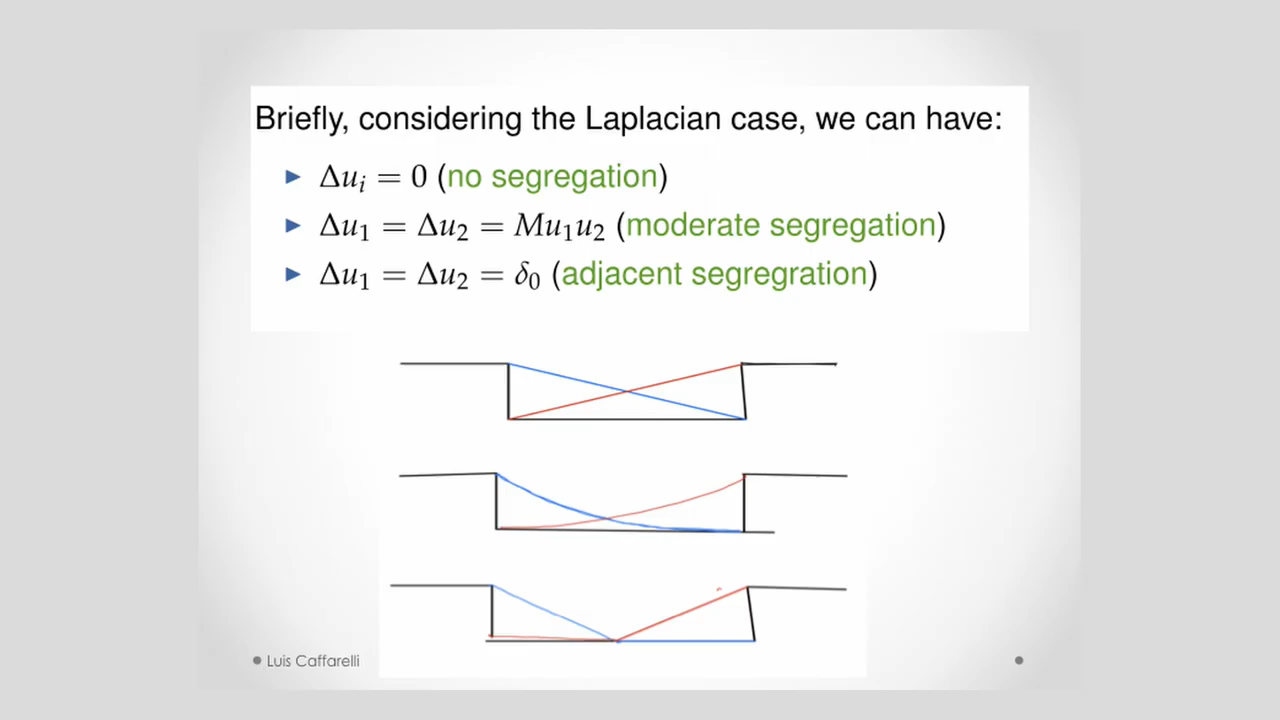 Briefly, considering the Laplacian case, we can have:
▶ Δu₁ = 0 (no segregation)
▶ Δu₁ = Δu₂ = Mu₁u₂ (moderate segregation)
▶ Δu₁ = Δu₂ = δ₀ (adjacent segregration)
● Luis Caffarelli